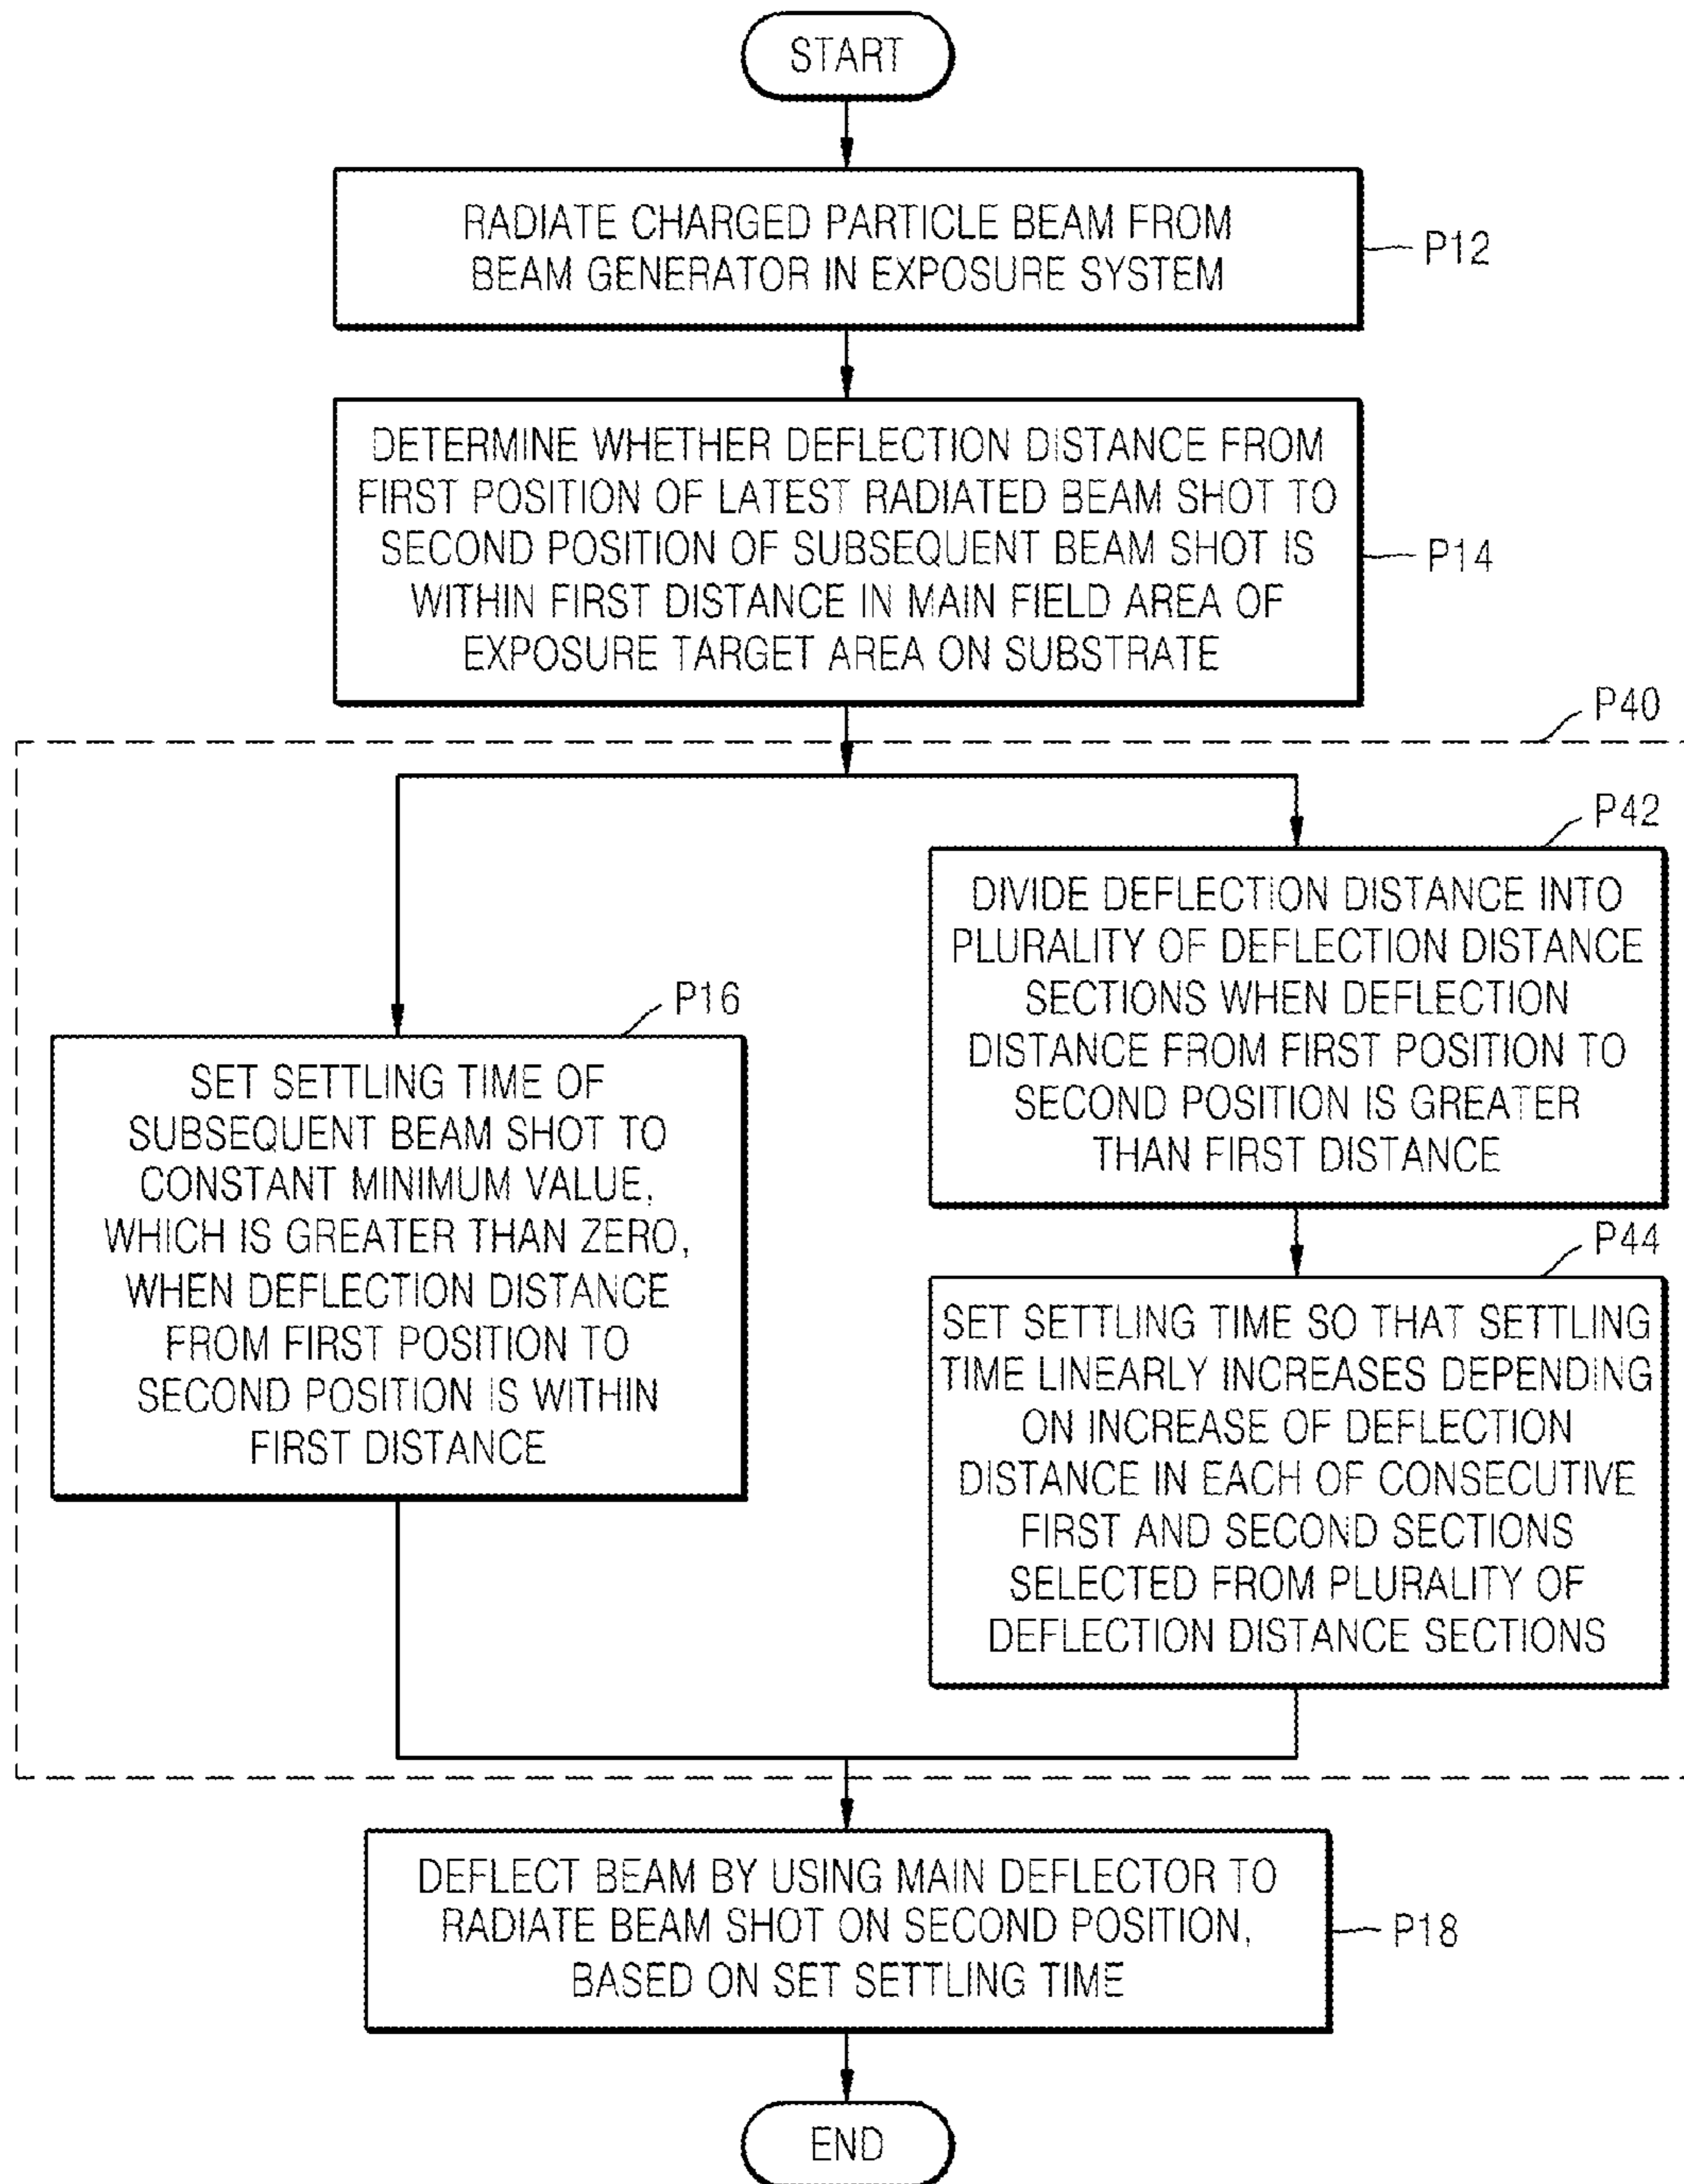 START
RADIATE CHARGED PARTICLE BEAM FROM
BEAM GENERATOR IN EXPOSURE SYSTEM
P12
DETERMINE WHETHER DEFLECTION DISTANCE FROM
FIRST POSITION OF LATEST RADIATED BEAM SHOT TO
SECOND POSITION OF SUBSEQUENT BEAM SHOT IS
WITHIN FIRST DISTANCE IN MAIN FIELD AREA OF
EXPOSURE TARGET AREA ON SUBSTRATE
P14
P40
P16
SET SETTLING TIME OF
SUBSEQUENT BEAM SHOT TO
CONSTANT MINIMUM VALUE,
WHICH IS GREATER THAN ZERO,
WHEN DEFLECTION DISTANCE
FROM FIRST POSITION TO
SECOND POSITION IS WITHIN
FIRST DISTANCE
P42
DIVIDE DEFLECTION DISTANCE INTO
PLURALITY OF DEFLECTION DISTANCE
SECTIONS WHEN DEFLECTION
DISTANCE FROM FIRST POSITION TO
SECOND POSITION IS GREATER
THAN FIRST DISTANCE
P44
SET SETTLING TIME SO THAT SETTLING
TIME LINEARLY INCREASES DEPENDING
ON INCREASE OF DEFLECTION
DISTANCE IN EACH OF CONSECUTIVE
FIRST AND SECOND SECTIONS
SELECTED FROM PLURALITY OF
DEFLECTION DISTANCE SECTIONS
DEFLECT BEAM BY USING MAIN DEFLECTOR TO
RADIATE BEAM SHOT ON SECOND POSITION,
BASED ON SET SETTLING TIME
P18
END